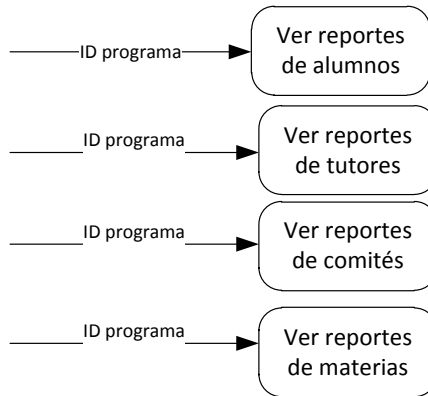 ID programa
Ver reportes
de alumnos
ID programa
Ver reportes
de tutores
ID programa
Ver reportes
de comités
ID programa
Ver reportes
de materias